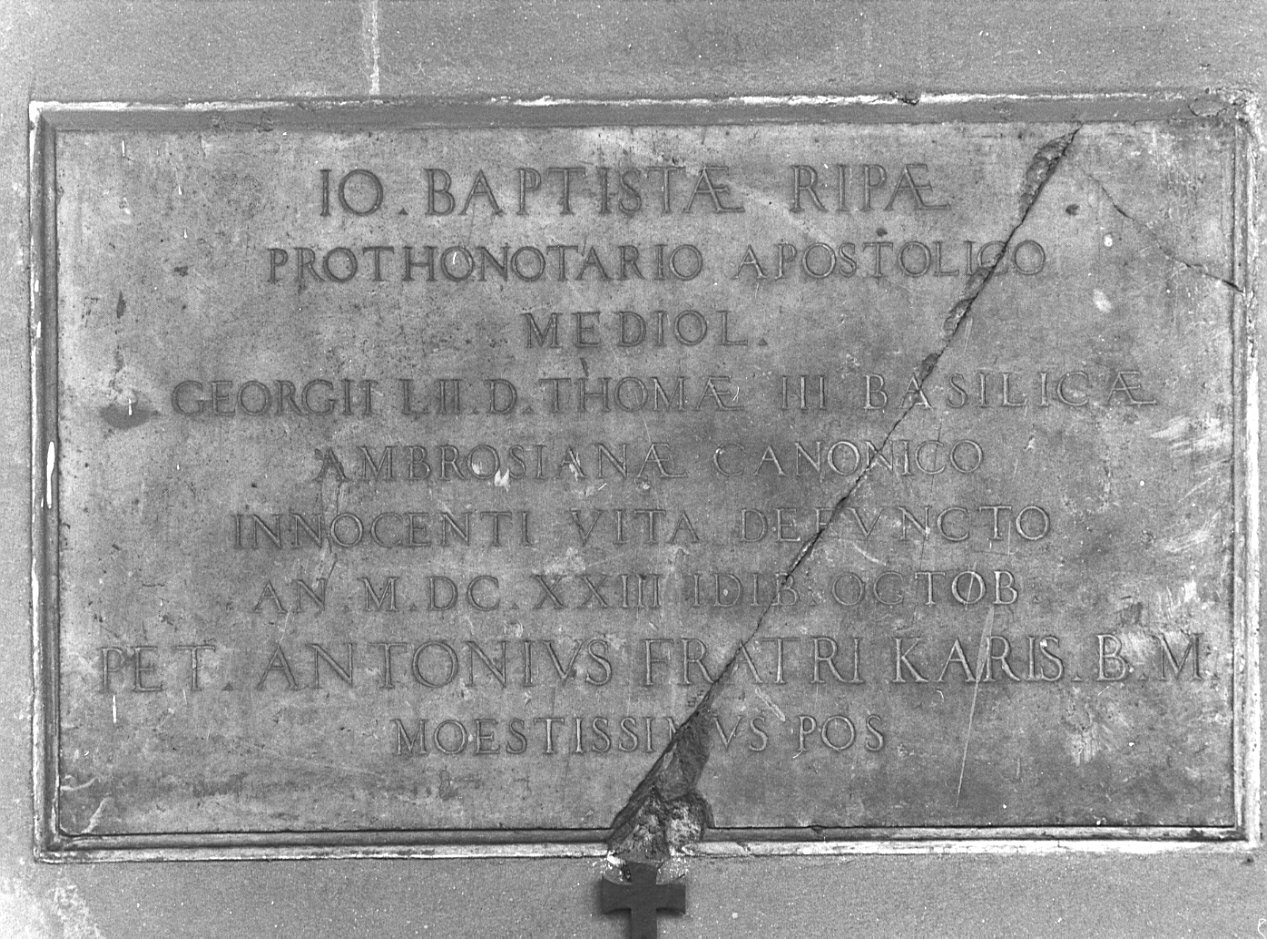 IO. BAPTISTÆ RIPÆ
PROTHONOTARIO APOSTOLICO
MEDIOL.
GEORGII I.II.D. THOMÆ III BASILICÆ
AMBROSIANÆ CANONICO
INNOCENTI VITA DEFVNCTO
AN. M.DC.XXIII IDIB. OCTOB.
PET. ANTONIVS FRATRI KARIS. B.M.
MOESTISSIMVS POS